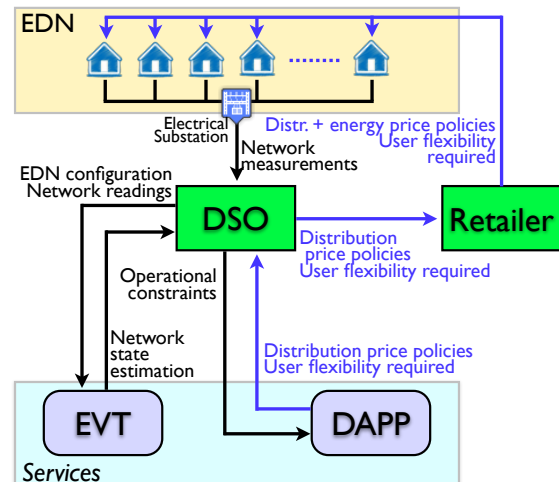 EDN
Electrical
Substation
Distr. + energy price policies
User flexibility
required
Network
measurements
EDN configuration
Network readings
DSO
Retailer
Distribution
price policies
User flexibility required
Operational
constraints
Network
state
estimation
Distribution price policies
User flexibility required
EVT
DAPP
Services